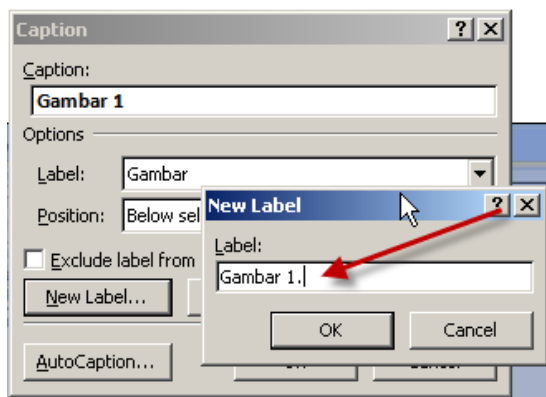 Caption
Caption:
Gambar 1
Options
Label: Gambar
Position: Below sel
New Label
Label:
Gambar 1.
OK Cancel
Exclude label from
New Label...
AutoCaption...